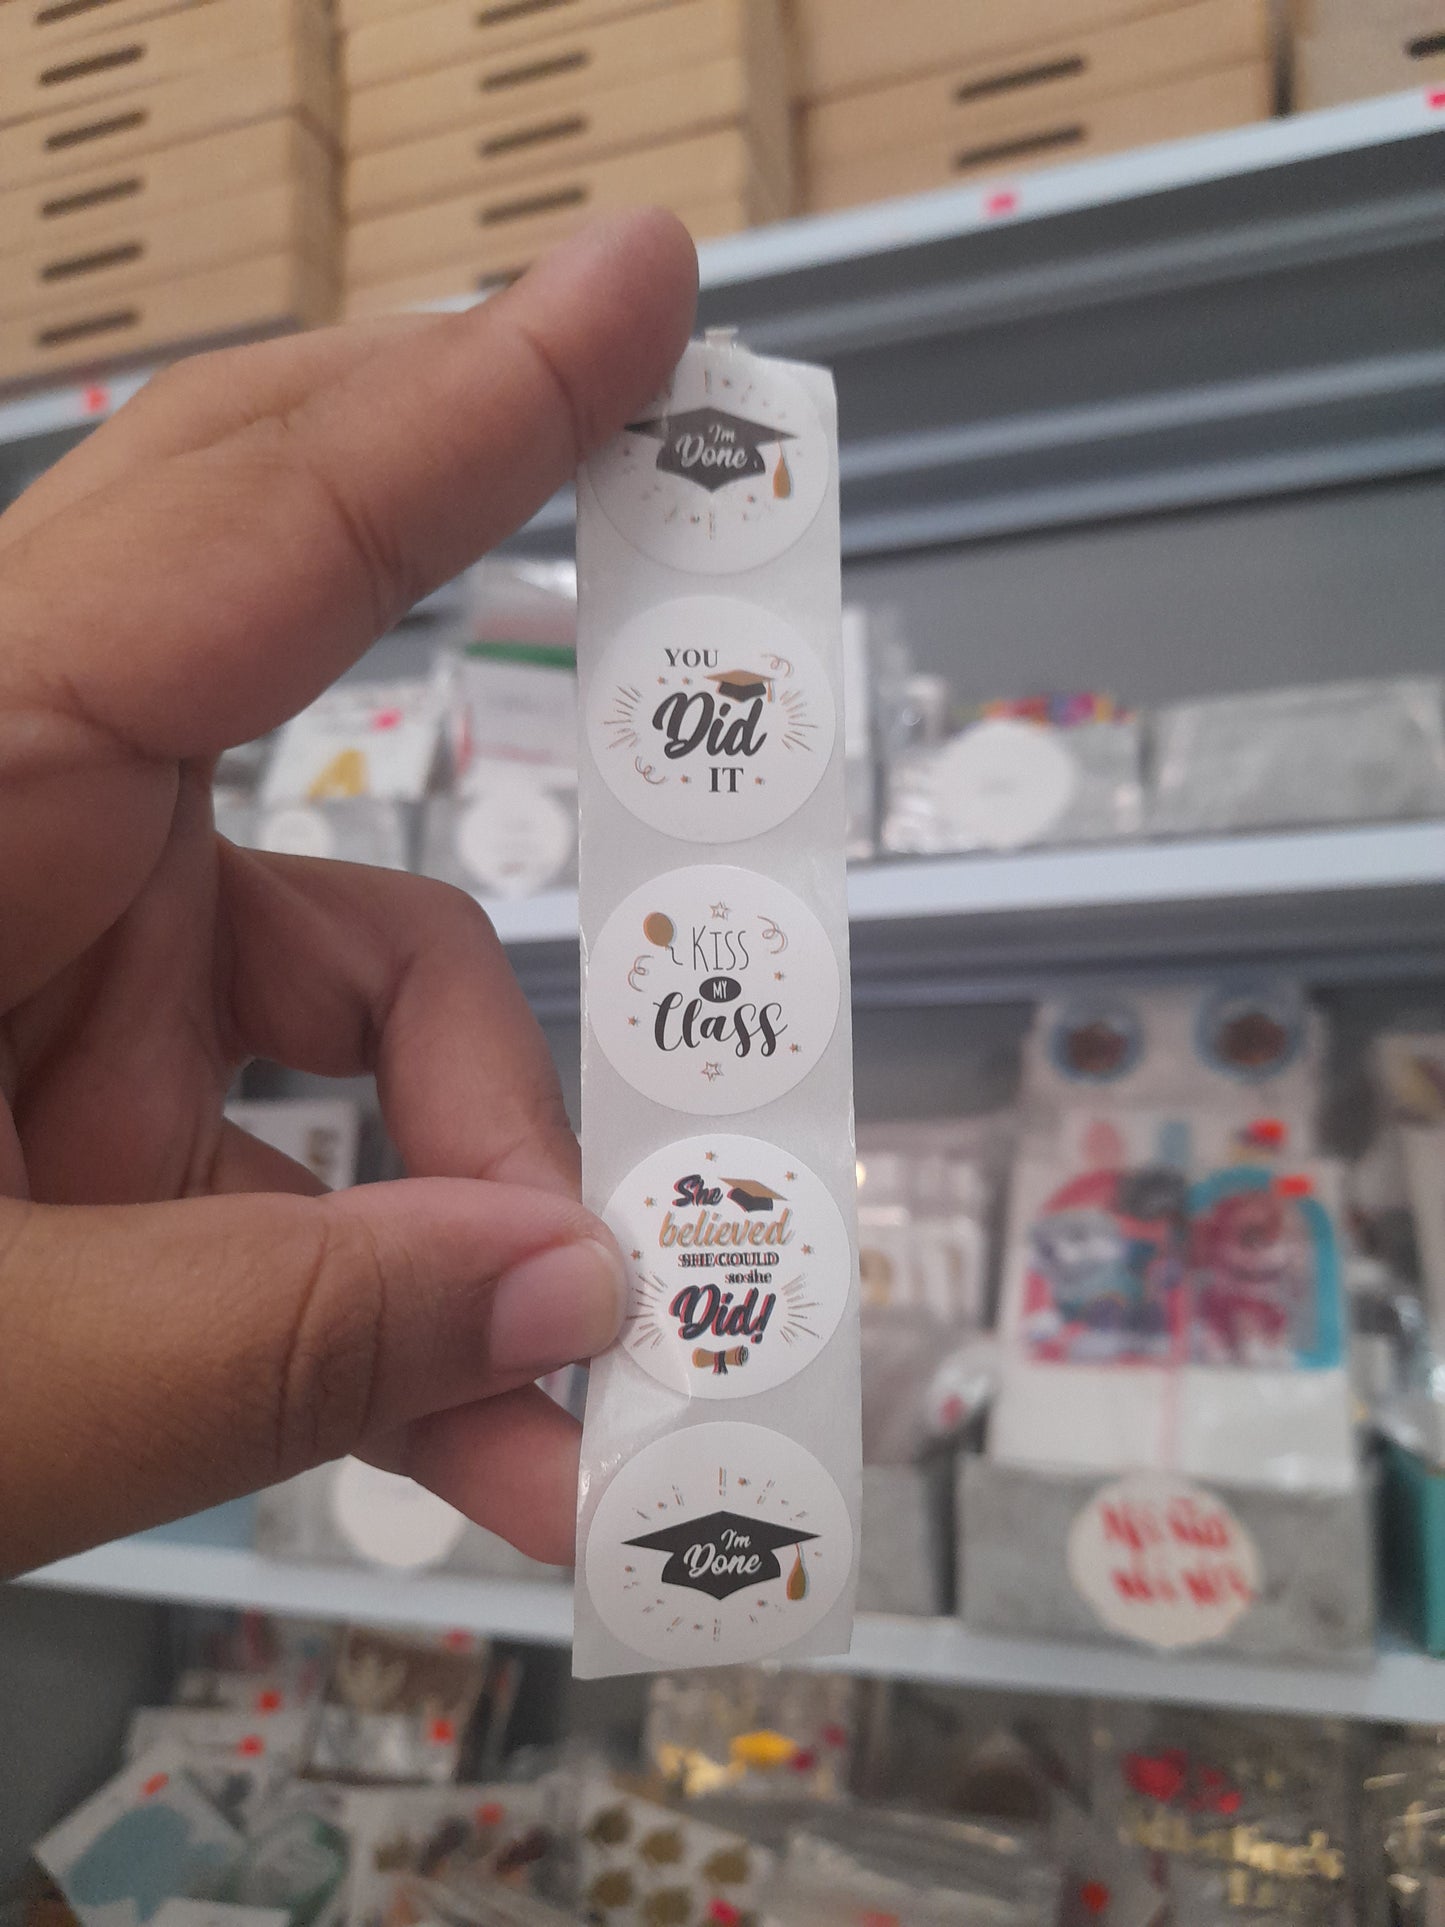 I'm
Done
YOU
Did
IT
KISS
MY
Class
She
believed
SHE COULD
so she
Did!
I'm
Done